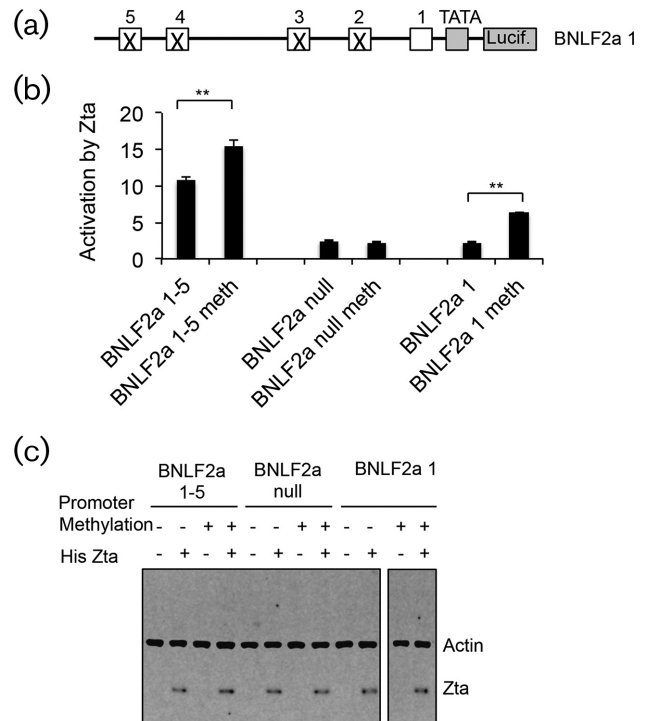 (a)
5 4 3 2 1 TATA
X X X X Lucif. BNLF2a 1
(b)
Activation by Zta
20
15
10
5
0
** **
BNLF2a 1-5
BNLF2a 1-5 meth
BNLF2a null
BNLF2a null meth
BNLF2a 1
BNLF2a 1 meth
(c)
BNLF2a 1-5 BNLF2a null BNLF2a 1
Promoter
Methylation - - + + - - + + - - + +
His Zta - + - + - + - + - + - +
Actin
Zta